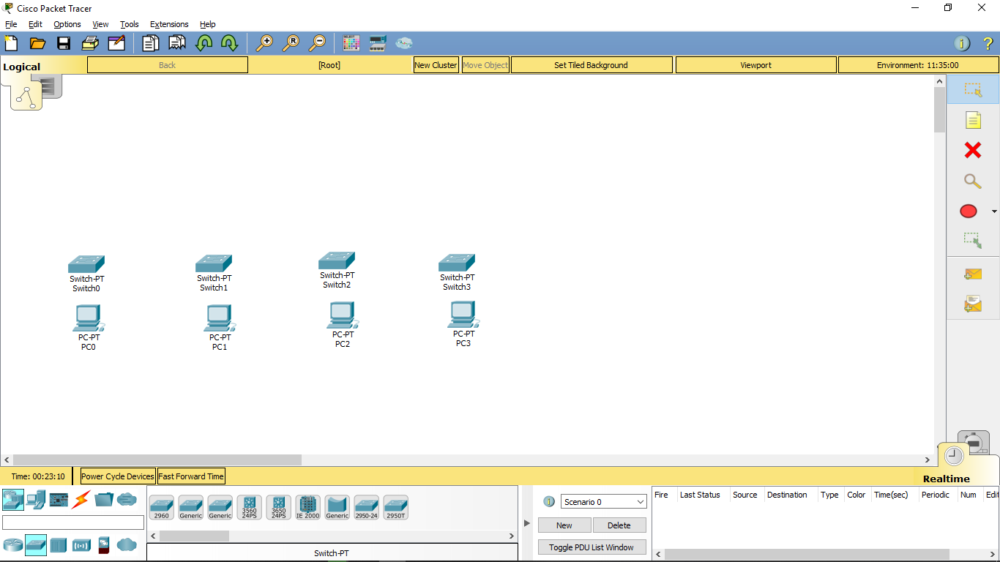 Cisco Packet Tracer
File Edit Options View Tools Extensions Help
R SELECT i ?
Logical Back [Root] New Cluster Move Object Set Tiled Background Viewport Environment: 11:35:00
Switch-PT Switch-PT Switch-PT Switch-PT
Switch0 Switch1 Switch2 Switch3
PC-PT PC-PT PC-PT PC-PT
PC0 PC1 PC2 PC3
Time: 00:23:10 Power Cycle Devices Fast Forward Time Realtime
2960 Generic Generic 3560 24PS 3650 24PS IE 2000 Generic 2950-24 2950T
Switch-PT
i Scenario 0
New Delete
Toggle PDU List Window
Fire Last Status Source Destination Type Color Time(sec) Periodic Num Edit